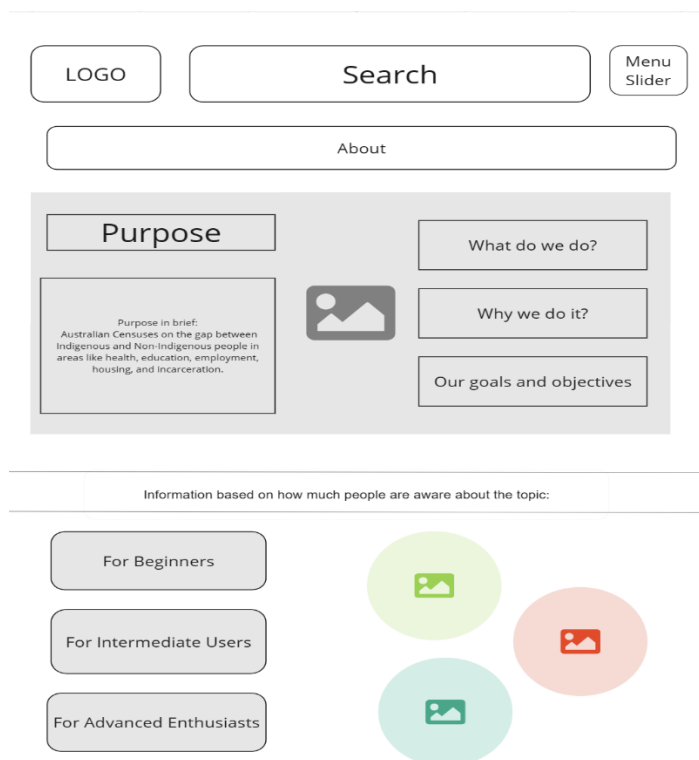 LOGO
Search
Menu
Slider
About
Purpose
Purpose in brief:
Australian Censuses on the gap between
Indigenous and Non-Indigenous people in
areas like health, education, employment,
housing, and incarceration.
What do we do?
Why we do it?
Our goals and objectives
Information based on how much people are aware about the topic:
For Beginners
For Intermediate Users
For Advanced Enthusiasts